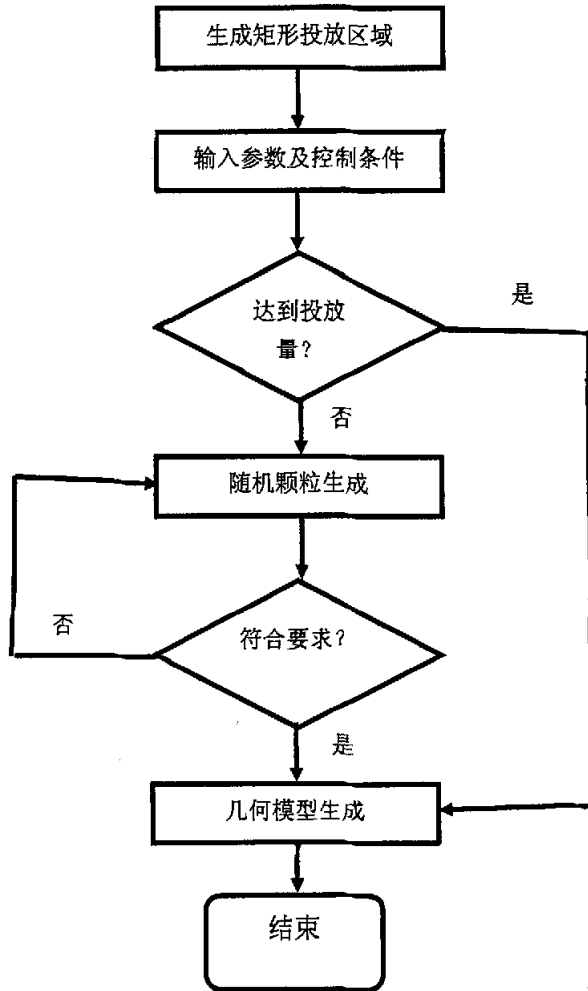 生成矩形投放区域
输入参数及控制条件
达到投放
量？
是
否
随机颗粒生成
否
符合要求？
是
几何模型生成
结束